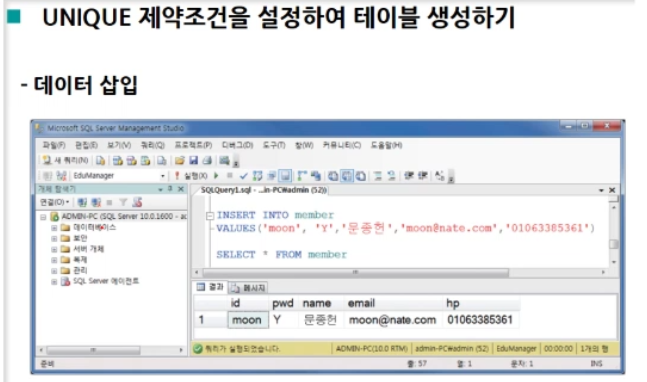 UNIQUE 제약조건을 설정하여 테이블 생성하기
- 데이터 삽입
Microsoft SQL Server Management Studio
파일(F) 편집(E) 보기(V) 쿼리(Q) 프로젝트(P) 디버그(D) 도구(T) 창(W) 커뮤니티(C) 도움말(H)
새 쿼리(N)
EduManager 실행(X)
개체 탐색기
연결(O)
ADMIN-PC (SQL Server 10.0.1600 - ac
데이터베이스
보안
서버 개체
복제
관리
SQL Server 에이전트
SQLQuery1.sql - ...in-PC\admin (52))
INSERT INTO member
VALUES('moon', 'Y','문종헌','moon@nate.com','01063385361')
SELECT * FROM member
결과 메시지
id pwd name email hp
1 moon Y 문종헌 moon@nate.com 01063385361
쿼리가 실행되었습니다. ADMIN-PC(10.0 RTM) admin-PC\admin (52) EduManager 00:00:00 1개의 행
준비 줄: 57 열: 1 문자: 1 INS